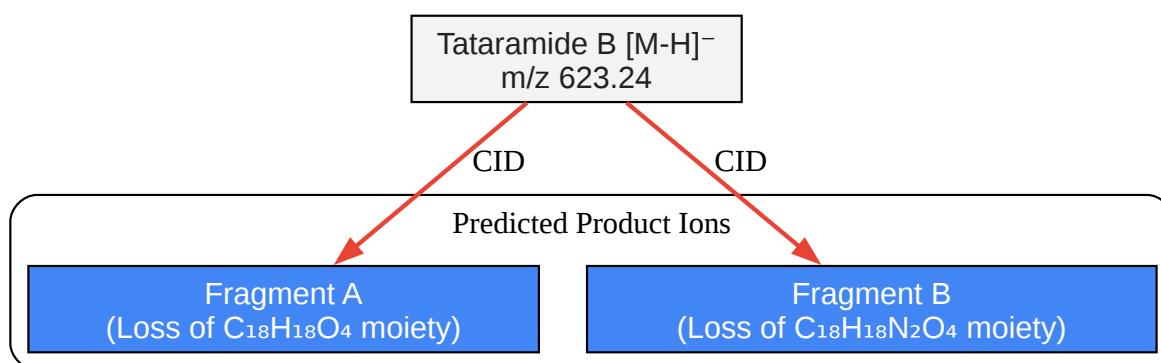 Tataramide B [M-H]⁻
m/z 623.24
CID
CID
Predicted Product Ions
Fragment A
(Loss of C₁₈H₁₈O₄ moiety)
Fragment B
(Loss of C₁₈H₁₈N₂O₄ moiety)